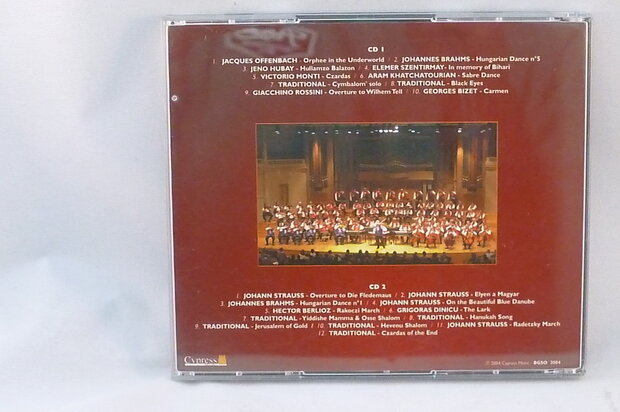 CD 1
1. JACQUES OFFENBACH - Orphee in the Underworld / 2. JOHANNES BRAHMS - Hungarian Dance n°5
3. JENO HUBAY - Hullamzo Balaton / 4. ELEMER SZENTIRMAY - In memory of Bihari
5. VICTORIO MONTI - Czardas / 6. ARAM KHATCHATOURIAN - Sabre Dance
7. TRADITIONAL - Cymbalom' solo / 8. TRADITIONAL - Black Eyes
9. GIACCHINO ROSSINI - Overture to Wilhem Tell / 10. GEORGES BIZET - Carmen
CD 2
1. JOHANN STRAUSS - Overture to Die Fledemaus / 2. JOHANN STRAUSS - Elyen a Magyar
3. JOHANNES BRAHMS - Hungarian Dance n°1 / 4. JOHANN STRAUSS - On the Beautiful Blue Danube
5. HECTOR BERLIOZ - Rakoczi March / 6. GRIGORAS DINICU - The Lark
7. TRADITIONAL - Yiddishe Mamma & Osse Shalom / 8. TRADITIONAL - Hanukah Song
9. TRADITIONAL - Jerusalem of Gold / 10. TRADITIONAL - Hevenu Shalom / 11. JOHANN STRAUSS - Radetzky March
12. TRADITIONAL - Czardas of the End
Cypress
℗ 2004 Cypress Music - BGSO 2004